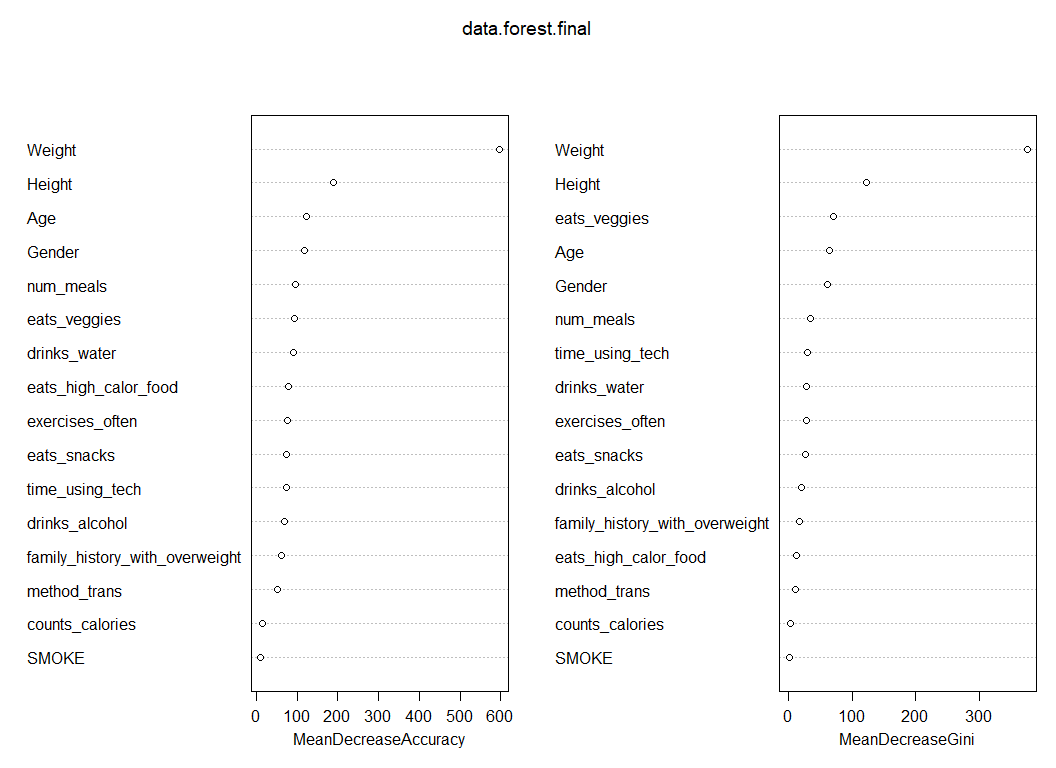 data.forest.final
Weight
Height
Age
Gender
num_meals
eats_veggies
drinks_water
eats_high_calor_food
exercises_often
eats_snacks
time_using_tech
drinks_alcohol
family_history_with_overweight
method_trans
counts_calories
SMOKE
0 100 200 300 400 500 600
MeanDecreaseAccuracy
Weight
Height
eats_veggies
Age
Gender
num_meals
time_using_tech
drinks_water
exercises_often
eats_snacks
drinks_alcohol
family_history_with_overweight
eats_high_calor_food
method_trans
counts_calories
SMOKE
0 100 200 300
MeanDecreaseGini